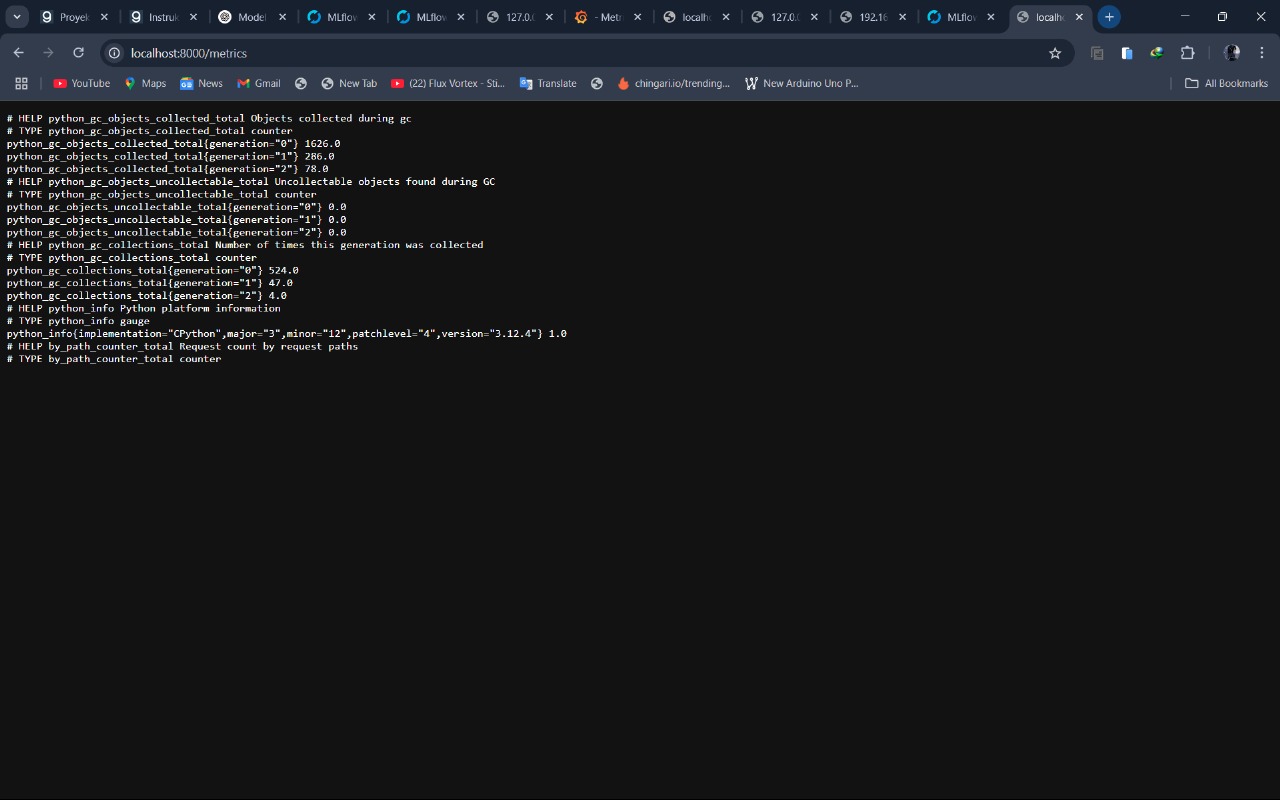 Proyek
Instruk
Model
MLflow
MLflow
127.0.0
- Metr
localho
127.0.
192.16
MLflow
localho
localhost:8000/metrics
YouTube
Maps
News
Gmail
New Tab
(22) Flux Vortex - Sti...
Translate
chingari.io/trending...
New Arduino Uno P...
All Bookmarks
# HELP python_gc_objects_collected_total Objects collected during gc
# TYPE python_gc_objects_collected_total counter
python_gc_objects_collected_total{generation="0"} 1626.0
python_gc_objects_collected_total{generation="1"} 286.0
python_gc_objects_collected_total{generation="2"} 78.0
# HELP python_gc_objects_uncollectable_total Uncollectable objects found during GC
# TYPE python_gc_objects_uncollectable_total counter
python_gc_objects_uncollectable_total{generation="0"} 0.0
python_gc_objects_uncollectable_total{generation="1"} 0.0
python_gc_objects_uncollectable_total{generation="2"} 0.0
# HELP python_gc_collections_total Number of times this generation was collected
# TYPE python_gc_collections_total counter
python_gc_collections_total{generation="0"} 524.0
python_gc_collections_total{generation="1"} 47.0
python_gc_collections_total{generation="2"} 4.0
# HELP python_info Python platform information
# TYPE python_info gauge
python_info{implementation="CPython",major="3",minor="12",patchlevel="4",version="3.12.4"} 1.0
# HELP by_path_counter_total Request count by request paths
# TYPE by_path_counter_total counter